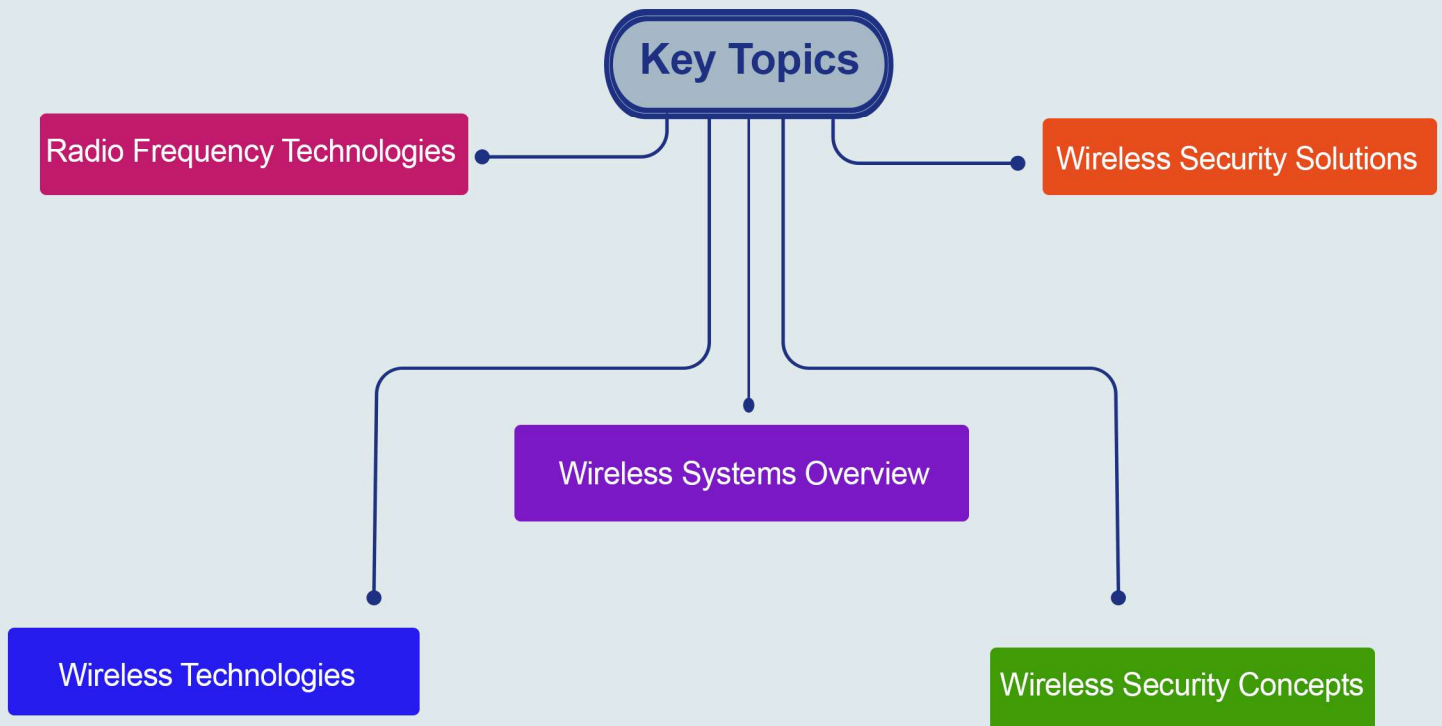 Key Topics
Radio Frequency Technologies
Wireless Security Solutions
Wireless Systems Overview
Wireless Technologies
Wireless Security Concepts